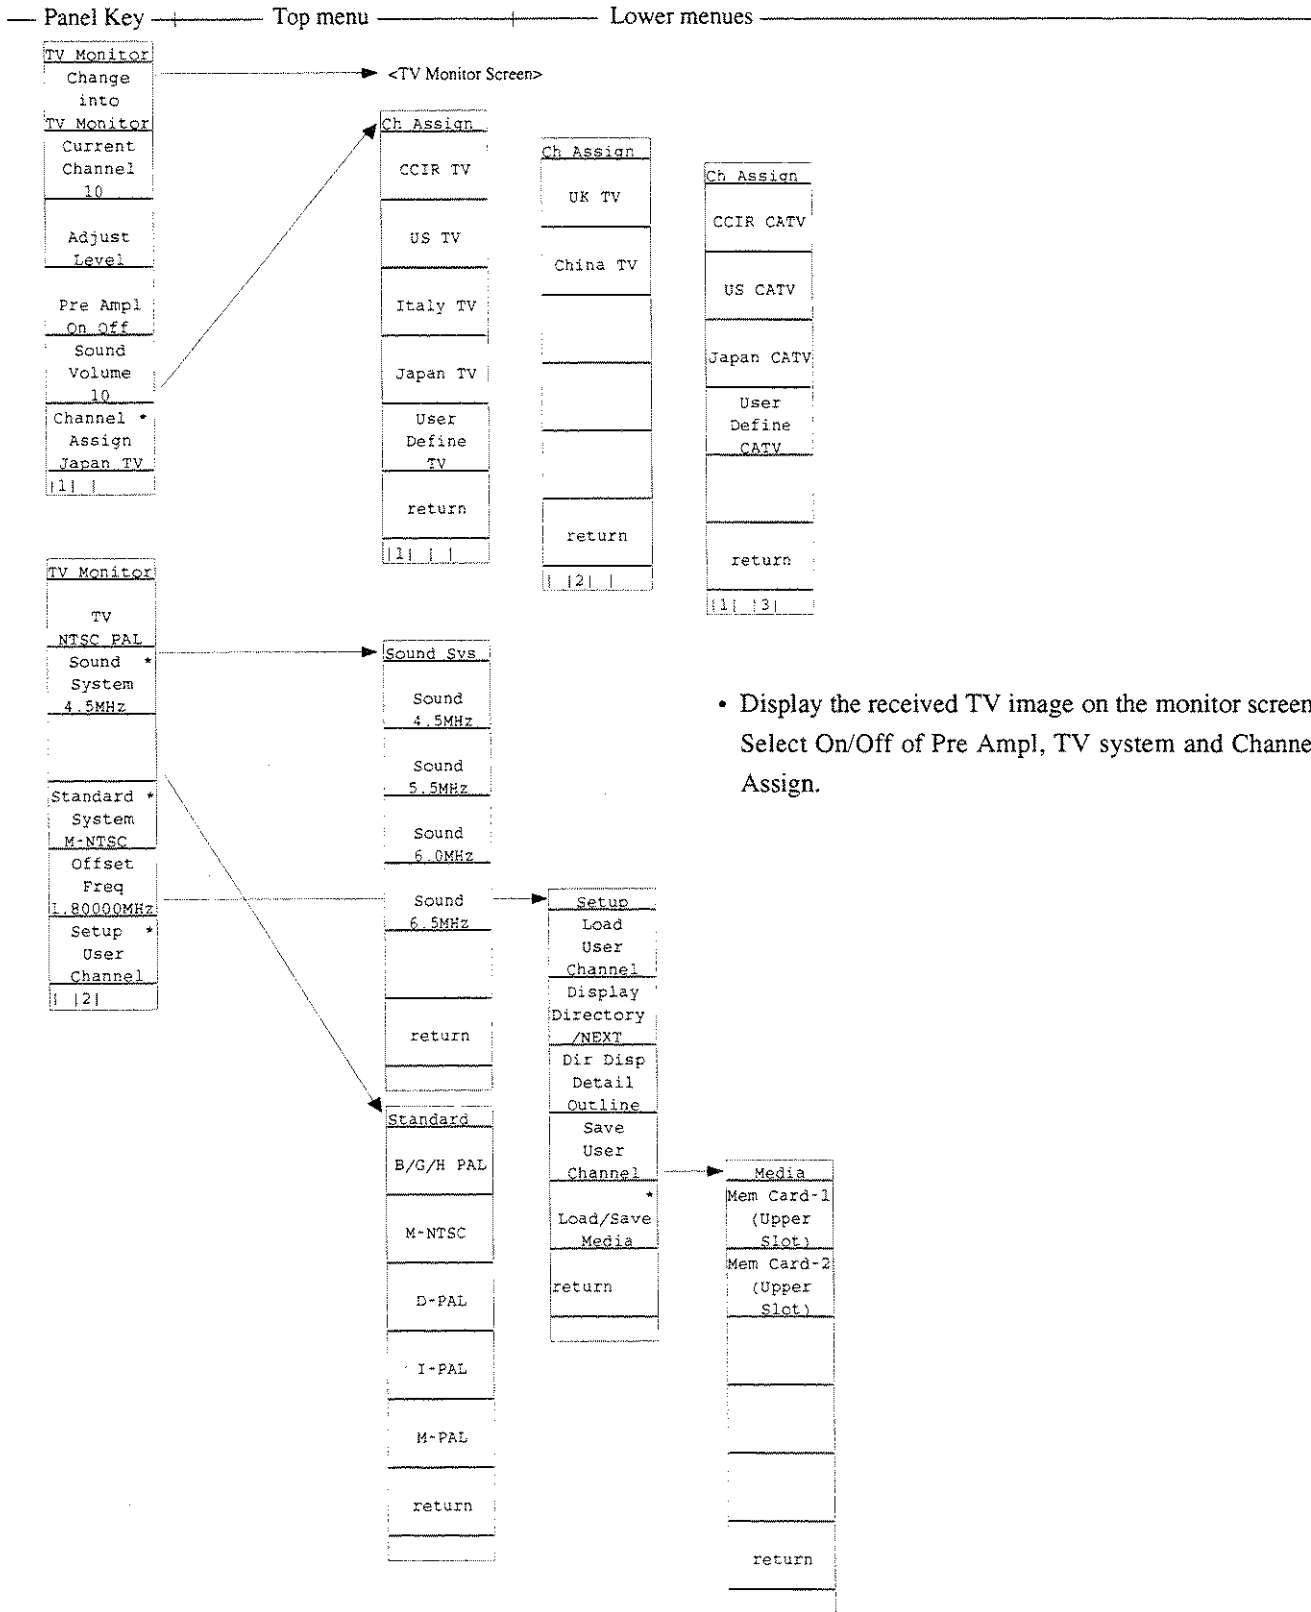 Panel Key Top menu Lower menues
TV Monitor
Change
into
TV Monitor
Current
Channel
10
Adjust
Level
Pre Ampl
On Off
Sound
Volume
10
Channel *
Assign
Japan TV
|1| |
<TV Monitor Screen>
Ch Assign
CCIR TV
US TV
Italy TV
Japan TV
User
Define
TV
return
|1| | |
Ch Assign
UK TV
China TV
return
| |2| |
Ch Assign
CCIR CATV
US CATV
Japan CATV
User
Define
CATV
return
|1| |3|
TV Monitor
TV
NTSC PAL
Sound *
System
4.5MHz
Standard *
System
M-NTSC
Offset
Freq
1.80000MHz
Setup *
User
Channel
| |2|
Sound Sys
Sound
4.5MHz
Sound
5.5MHz
Sound
6.0MHz
Sound
6.5MHz
return
• Display the received TV image on the monitor screen
Select On/Off of Pre Ampl, TV system and Channe
Assign.
Standard
B/G/H PAL
M-NTSC
D-PAL
I-PAL
M-PAL
return
Setup
Load
User
Channel
Display
Directory
/NEXT
Dir Disp
Detail
Outline
Save
User
Channel
*
Load/Save
Media
return
Media
Mem Card-1
(Upper
Slot)
Mem Card-2
(Upper
Slot)
return